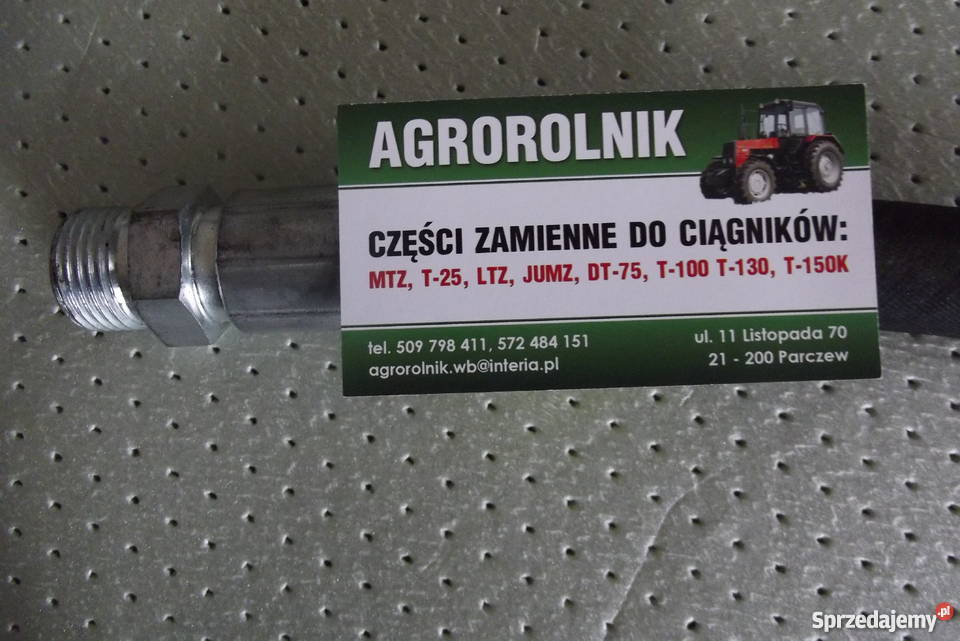 AGROROLNIK
CZĘŚCI ZAMIENNE DO CIĄGNIKÓW:
MTZ, T-25, LTZ, JUMZ, DT-75, T-100 T-130, T-150K
tel. 509 798 411, 572 484 151
agrorolnik.wb@interia.pl
ul. 11 Listopada 70
21 - 200 Parczew
Sprzedajemy.pl